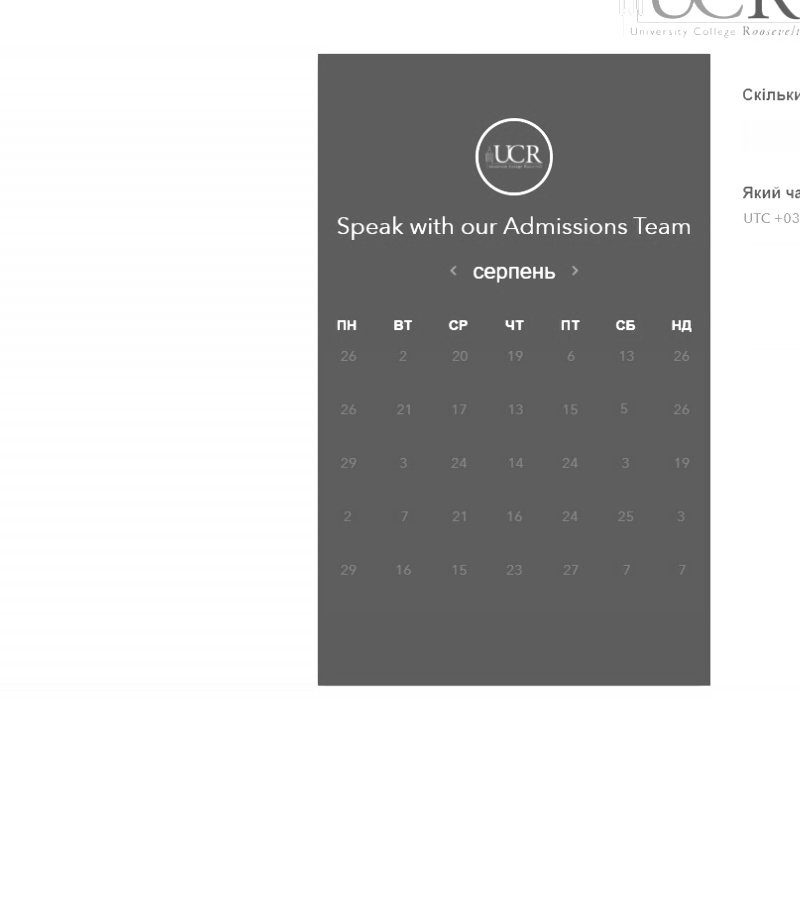 UCR
University College Roosevelt
UCR
Speak with our Admissions Team
‹ серпень ›
ПН ВТ СР ЧТ ПТ СБ НД
26 2 20 19 6 13 26
26 21 17 13 15 5 26
29 3 24 14 24 3 19
2 7 21 16 24 25 3
29 16 15 23 27 7 7
Скільки
Який ча
UTC +03